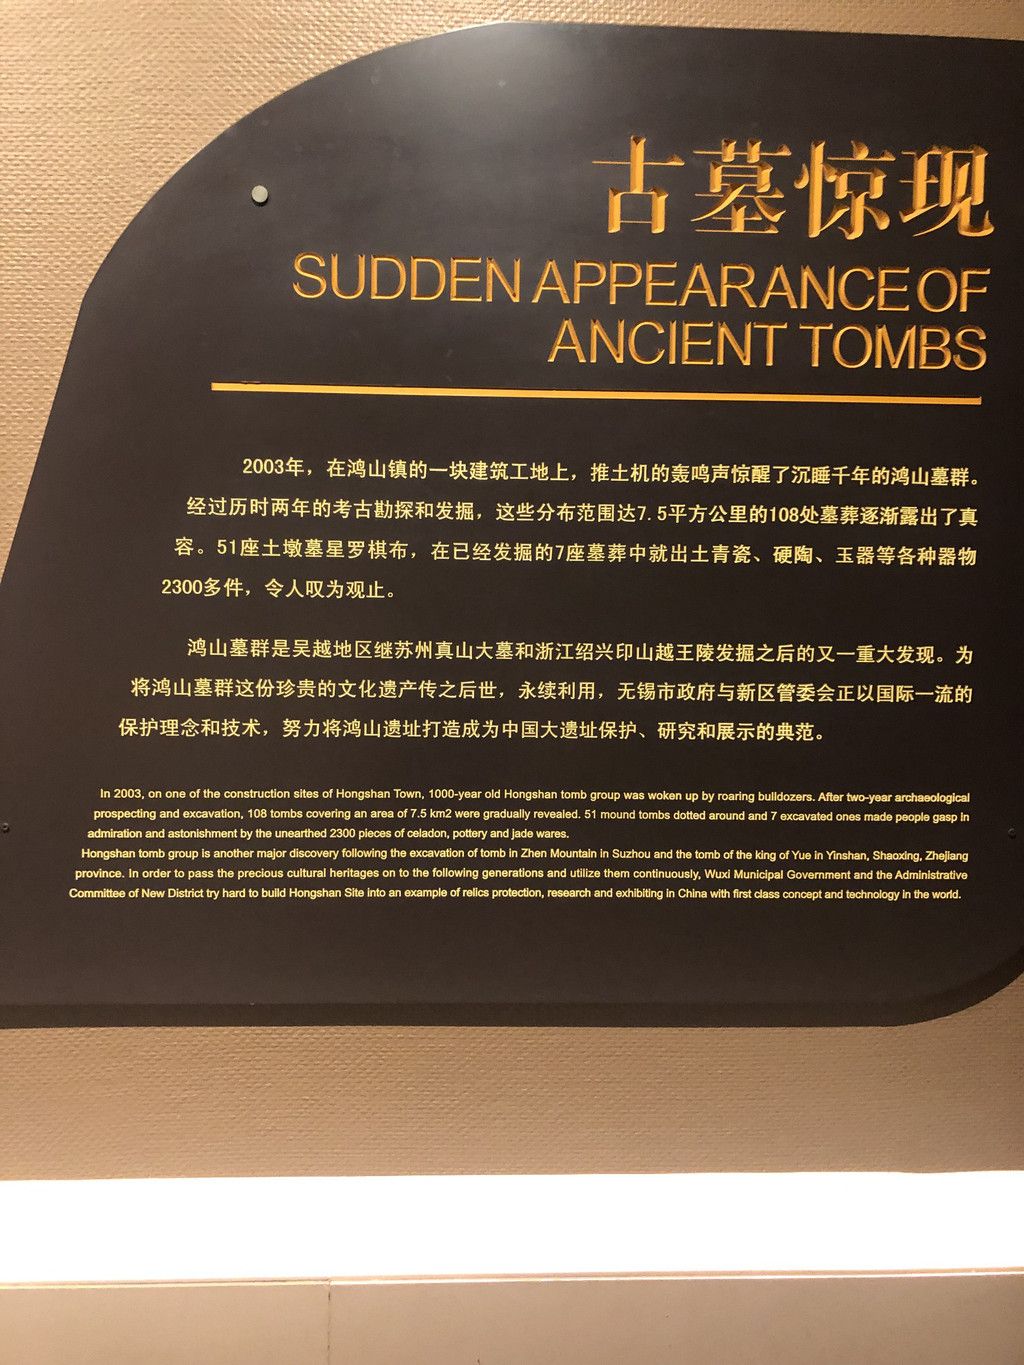 古墓惊现
SUDDEN APPEARANCE OF
ANCIENT TOMBS
2003年，在鸿山镇的一块建筑工地上，推土机的轰鸣声惊醒了沉睡千年的鸿山墓群。
经过历时两年的考古勘探和发掘，这些分布范围达7.5平方公里的108处墓葬逐渐露出了真
容。51座土墩墓星罗棋布，在已经发掘的7座墓葬中就出土青瓷、硬陶、玉器等各种器物
2300多件，令人叹为观止。
鸿山墓群是吴越地区继苏州真山大墓和浙江绍兴印山越王陵发掘之后的又一重大发现。为
将鸿山墓群这份珍贵的文化遗产传之后世，永续利用，无锡市政府与新区管委会正以国际一流的
保护理念和技术，努力将鸿山遗址打造成为中国大遗址保护、研究和展示的典范。
In 2003, on one of the construction sites of Hongshan Town, 1000-year old Hongshan tomb group was woken up by roaring bulldozers. After two-year archaeological
prospecting and excavation, 108 tombs covering an area of 7.5 km2 were gradually revealed. 51 mound tombs dotted around and 7 excavated ones made people gasp in
admiration and astonishment by the unearthed 2300 pieces of celadon, pottery and jade wares.
Hongshan tomb group is another major discovery following the excavation of tomb in Zhen Mountain in Suzhou and the tomb of the king of Yue in Yinshan, Shaoxing, Zhejiang
province. In order to pass the precious cultural heritages on to the following generations and utilize them continuously, Wuxi Municipal Government and the Administrative
Committee of New District try hard to build Hongshan Site into an example of relics protection, research and exhibiting in China with first class concept and technology in the world.